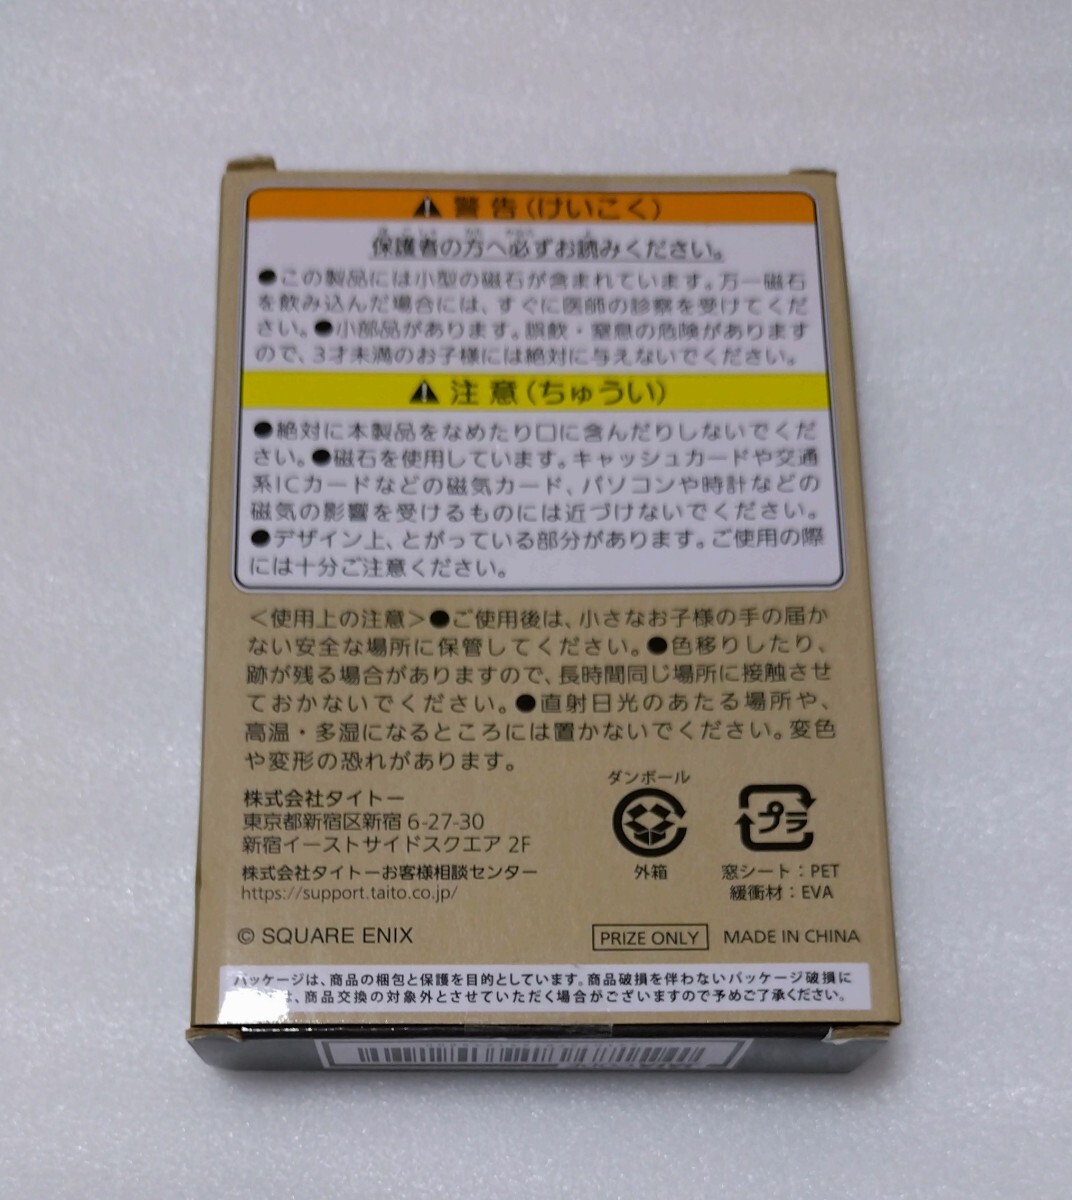 警告(けいこく)
保護者の方へ必ずお読みください。
●この製品には小型の磁石が含まれています。万一磁石
を飲み込んだ場合には、すぐに医師の診察を受けてくだ
さい。●小部品があります。誤飲・窒息の危険があります
ので、3才未満のお子様には絶対に与えないでください。
注意(ちゅうい)
●絶対に本製品をなめたり口に含んだりしないでくだ
さい。●磁石を使用しています。キャッシュカードや交通
系ICカードなどの磁気カード、パソコンや時計などの
磁気の影響を受けるものには近づけないでください。
●デザイン上、とがっている部分があります。ご使用の際
には十分ご注意ください。
<使用上の注意>●ご使用後は、小さなお子様の手の届か
ない安全な場所に保管してください。●色移りしたり、
跡が残る場合がありますので、長時間同じ場所に接触させ
ておかないでください。●直射日光のあたる場所や、
高温・多湿になるところには置かないでください。変色
や変形の恐れがあります。
株式会社タイトー
東京都新宿区新宿 6-27-30
新宿イーストサイドスクエア 2F
株式会社タイトーお客様相談センター
https://support.taito.co.jp/
ダンボール
外箱
プラ
窓シート:PET
緩衝材:EVA
© SQUARE ENIX
PRIZE ONLY
MADE IN CHINA
パッケージは、商品の梱包と保護を目的としています。商品破損を伴わないパッケージ破損に
は、商品交換の対象外とさせていただく場合がございますので予めご了承ください。